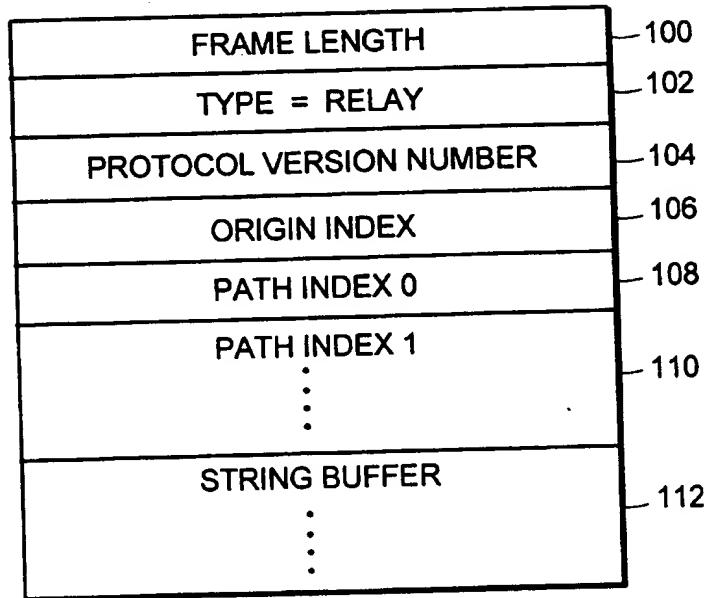 FRAME LENGTH 100
TYPE = RELAY 102
PROTOCOL VERSION NUMBER 104
ORIGIN INDEX 106
PATH INDEX 0 108
PATH INDEX 1
110
STRING BUFFER
112